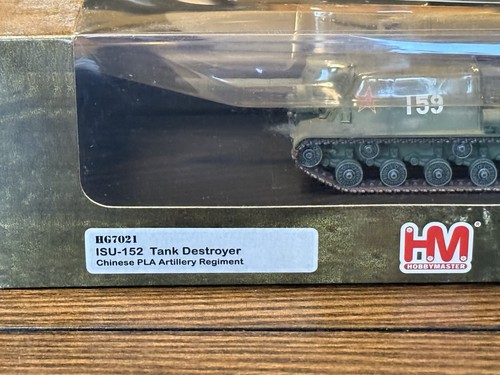 159
HG7021
ISU-152 Tank Destroyer
Chinese PLA Artillery Regiment
HM
HOBBYMASTER